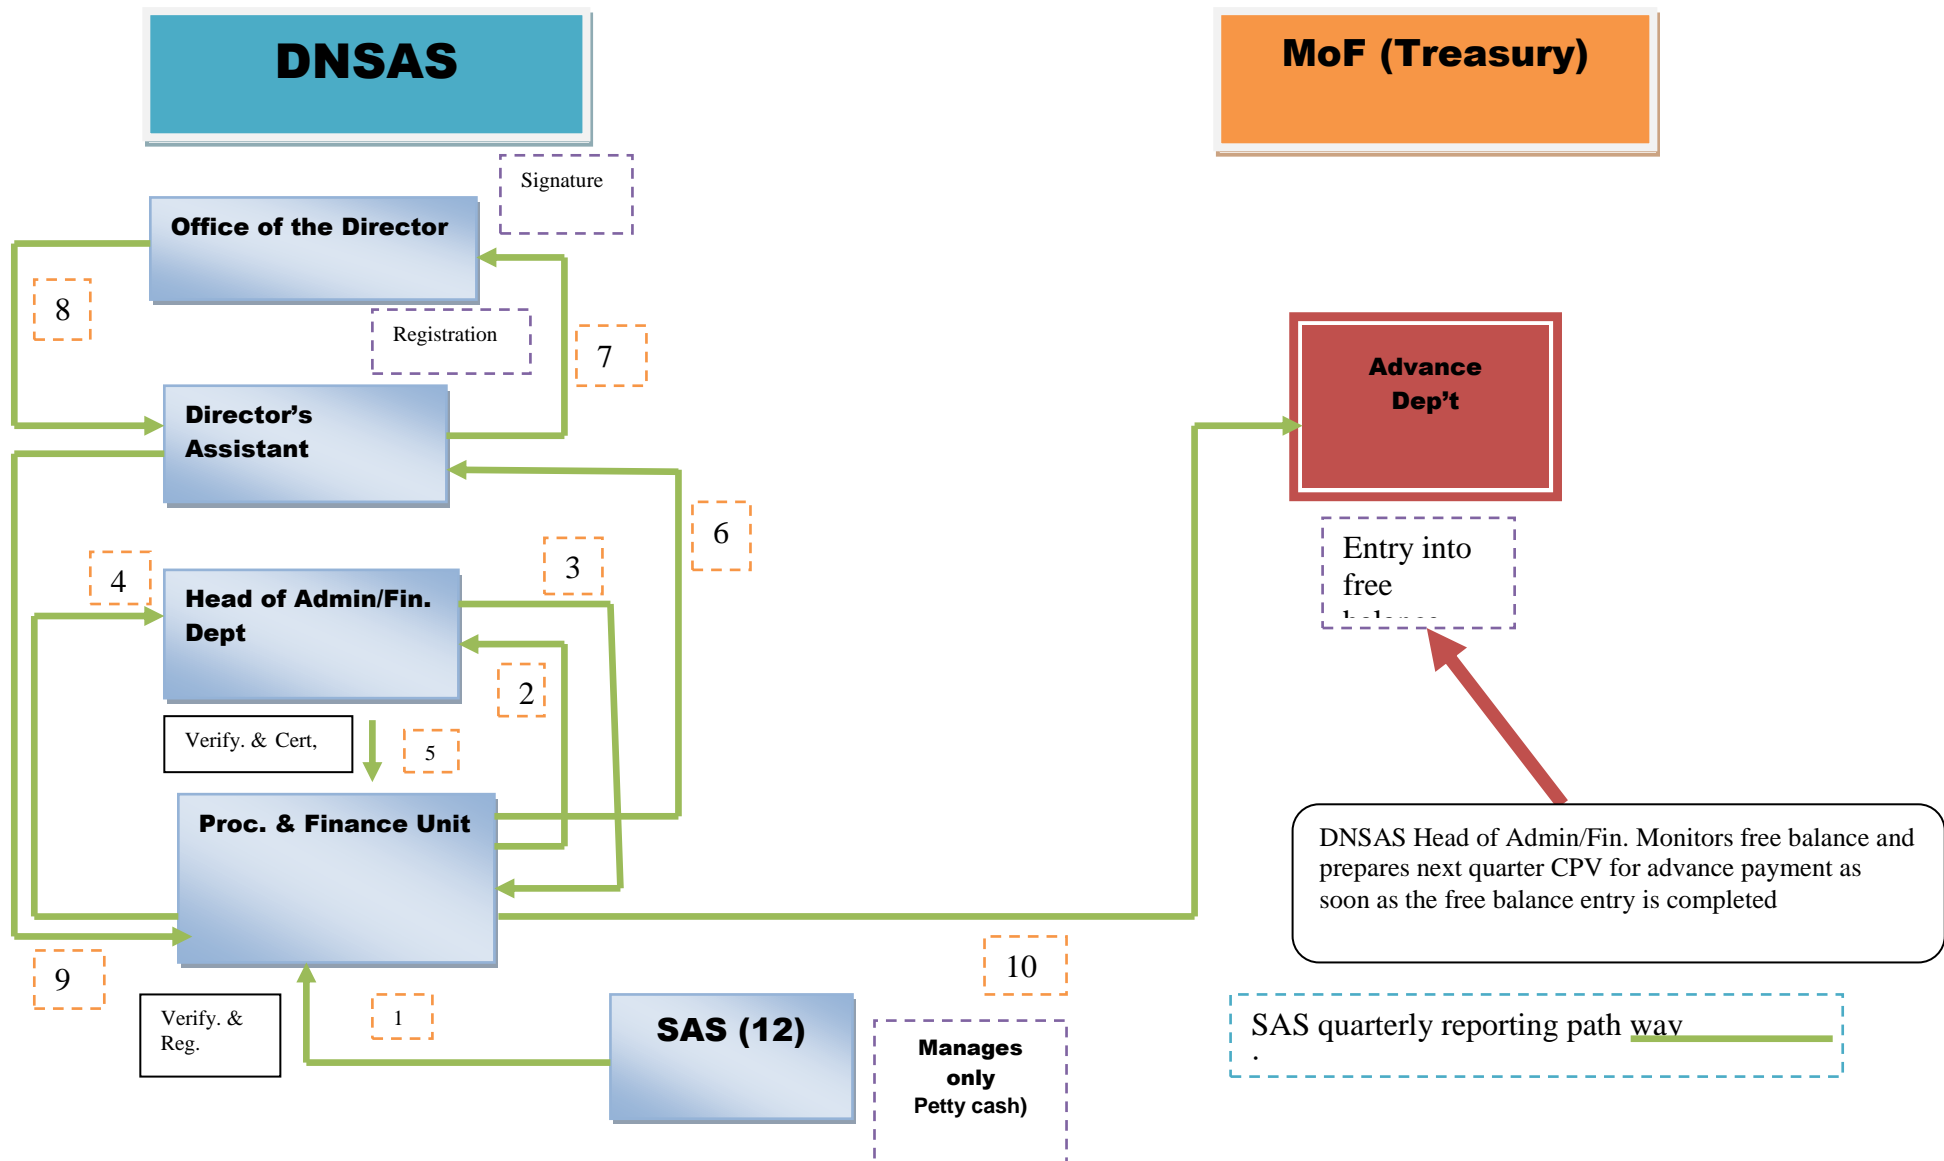 DNSAS
MoF (Treasury)
Signature
Office of the Director
8
Registration
7
Advance
Dep’t
Director’s
Assistant
6
Entry into
free
4
3
Head of Admin/Fin.
Dept
2
Verify. & Cert,
5
Proc. & Finance Unit
DNSAS Head of Admin/Fin. Monitors free balance and
prepares next quarter CPV for advance payment as
soon as the free balance entry is completed
9
10
Verify. &
Reg.
1
SAS (12)
Manages
only
Petty cash)
SAS quarterly reporting path way
.